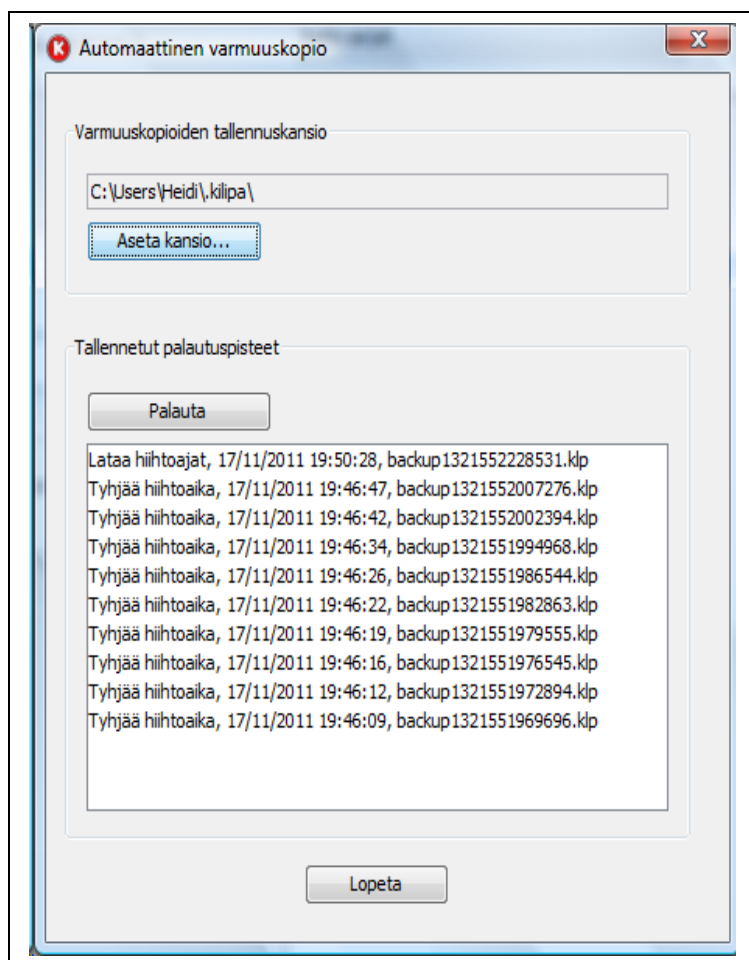 K Automaattinen varmuuskopio
Varmuuskopioiden tallennuskansio
C:\Users\Heidi\.kilipa\
Aseta kansio...
Tallennetut palautuspisteet
Palauta
Lataa hiihtoajat, 17/11/2011 19:50:28, backup1321552228531.klp
Tyhjää hiihtoaika, 17/11/2011 19:46:47, backup1321552007276.klp
Tyhjää hiihtoaika, 17/11/2011 19:46:42, backup1321552002394.klp
Tyhjää hiihtoaika, 17/11/2011 19:46:34, backup1321551994968.klp
Tyhjää hiihtoaika, 17/11/2011 19:46:26, backup1321551986544.klp
Tyhjää hiihtoaika, 17/11/2011 19:46:22, backup1321551982863.klp
Tyhjää hiihtoaika, 17/11/2011 19:46:19, backup1321551979555.klp
Tyhjää hiihtoaika, 17/11/2011 19:46:16, backup1321551976545.klp
Tyhjää hiihtoaika, 17/11/2011 19:46:12, backup1321551972894.klp
Tyhjää hiihtoaika, 17/11/2011 19:46:09, backup1321551969696.klp
Lopeta